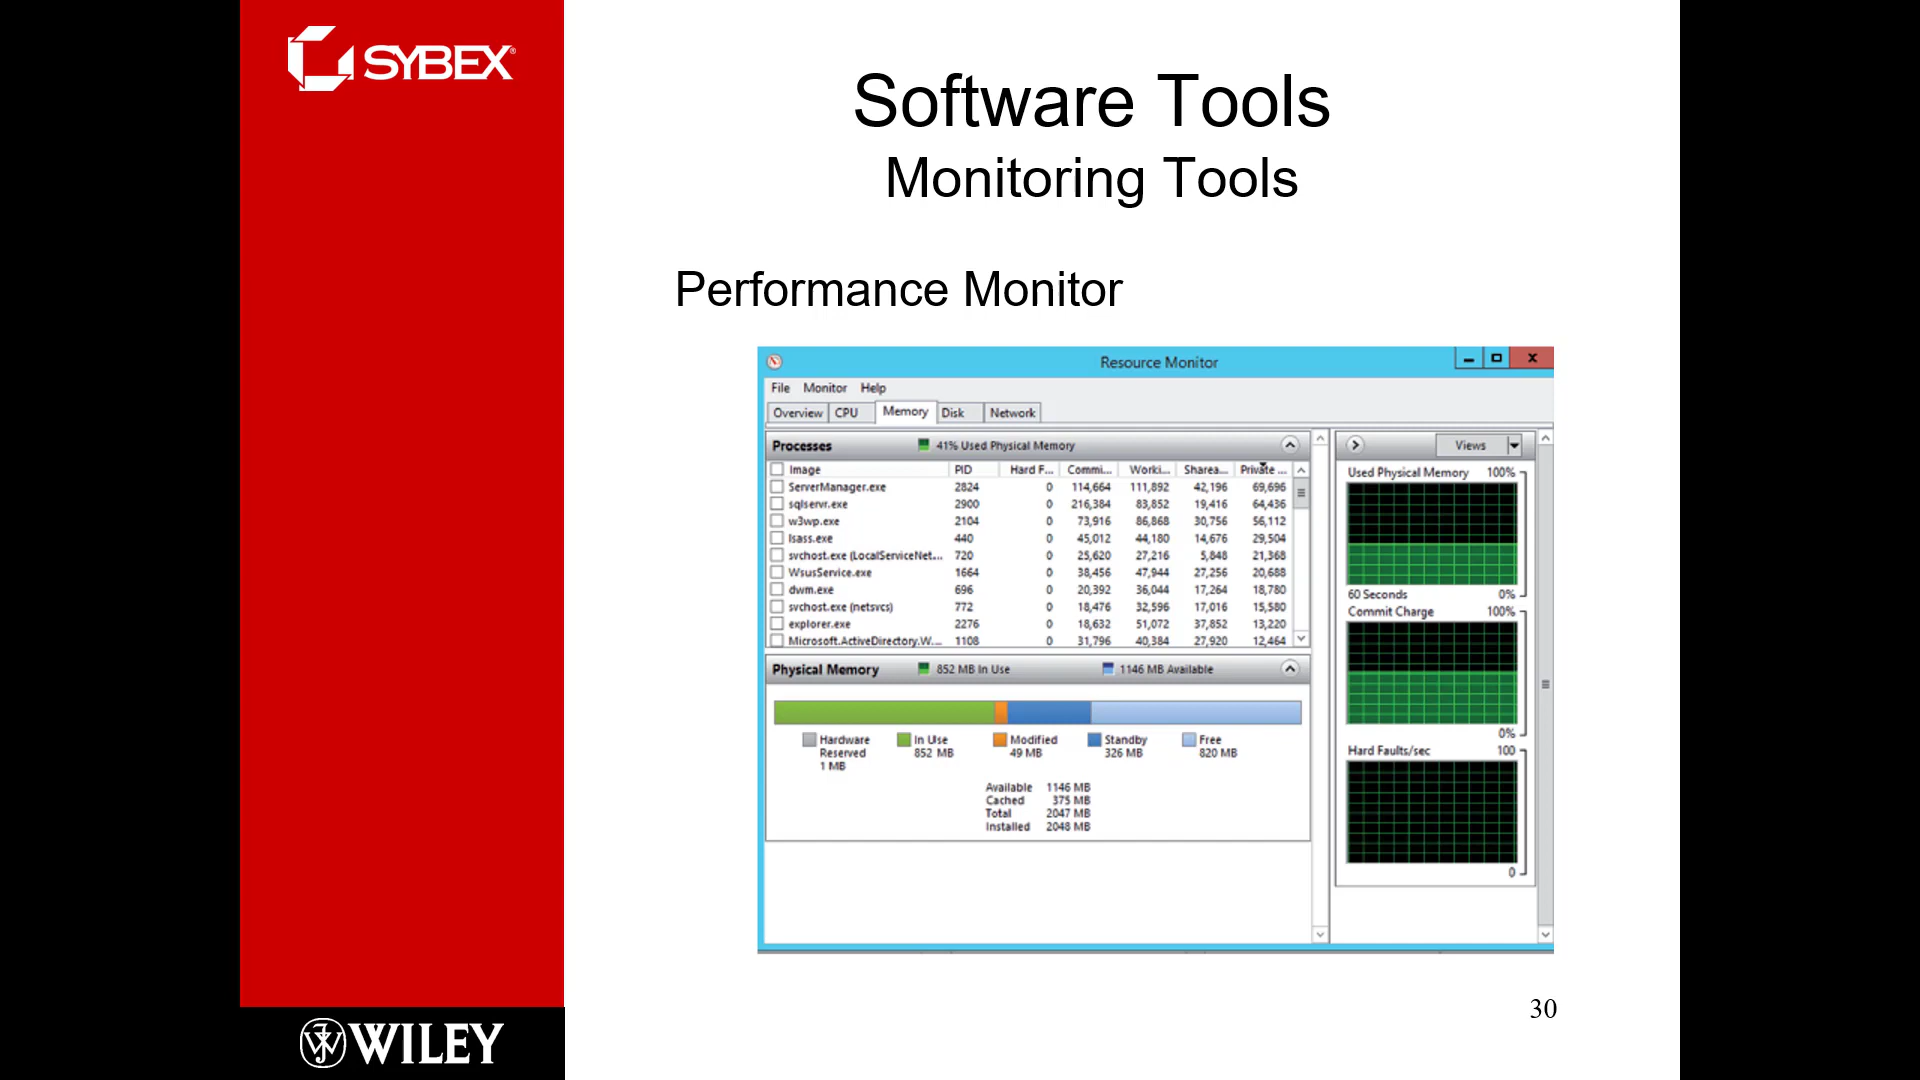 SYBEX®
Software Tools
Monitoring Tools
Performance Monitor
Resource Monitor
File Monitor Help
Overview CPU Memory Disk Network
Processes 41% Used Physical Memory
Image PID Hard F... Commi... Worki... Sharea... Private ...
ServerManager.exe 2824 0 114,664 111,892 42,196 69,696
sqlservr.exe 2900 0 216,384 83,852 19,416 64,436
w3wp.exe 2104 0 73,916 86,868 30,756 56,112
lsass.exe 440 0 45,012 44,180 14,676 29,504
svchost.exe (LocalServiceNet... 720 0 25,620 27,216 5,848 21,368
WsusService.exe 1664 0 38,456 47,944 27,256 20,688
dwm.exe 696 0 20,392 36,044 17,264 18,780
svchost.exe (netsvcs) 772 0 18,476 32,596 17,016 15,580
explorer.exe 2276 0 18,632 51,072 37,852 13,220
Microsoft.ActiveDirectory.W... 1108 0 31,796 40,384 27,920 12,464
Physical Memory 852 MB In Use 1146 MB Available
Hardware Reserved 1 MB
In Use 852 MB
Modified 49 MB
Standby 326 MB
Free 820 MB
Available 1146 MB
Cached 375 MB
Total 2047 MB
Installed 2048 MB
Views
Used Physical Memory 100%
60 Seconds 0%
Commit Charge 100%
0%
Hard Faults/sec 100
0
30
WILEY